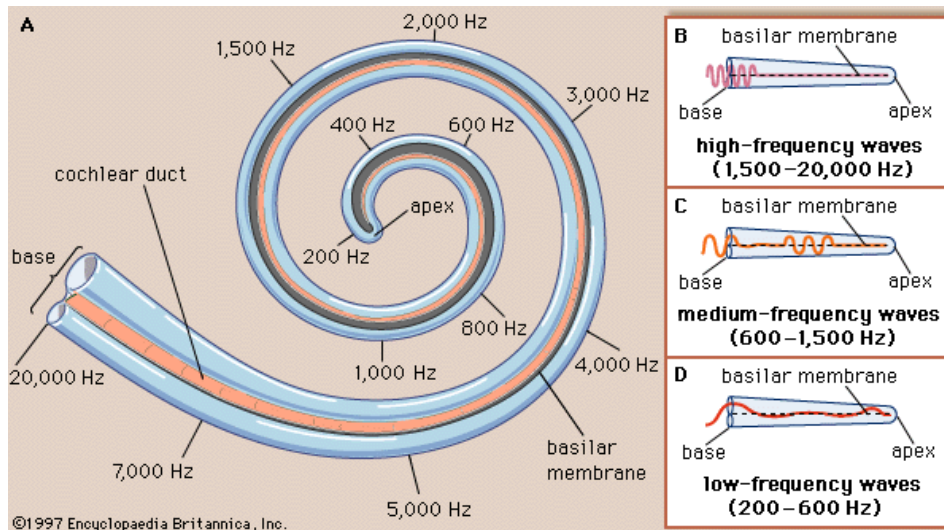 A
2,000 Hz
1,500 Hz
3,000 Hz
400 Hz
600 Hz
cochlear duct
apex
200 Hz
base
800 Hz
1,000 Hz
4,000 Hz
20,000 Hz
7,000 Hz
basilar
membrane
5,000 Hz
©1997 Encyclopaedia Britannica, Inc.
B
basilar membrane
base
apex
high-frequency waves
(1,500–20,000 Hz)
C
basilar membrane
base
apex
medium-frequency waves
(600–1,500 Hz)
D
basilar membrane
base
apex
low-frequency waves
(200–600 Hz)